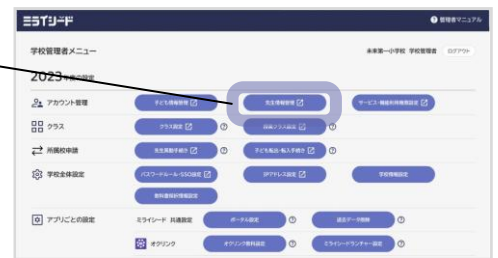 ミライシード
管理者マニュアル
学校管理者メニュー
未来第一小学校 学校管理者 ログアウト
2023年度の設定
アカウント管理
子ども情報管理
先生情報管理
サービス・機能利用権限設定
クラス
クラス設定
所属校申請
先生異動手続き
子ども転出・転入手続き
学校全体設定
パスワードルール・SSO設定
IPアドレス設定
学校情報設定
教科書採択情報設定
アプリごとの設定
ミライシード 共通設定
ポータル設定
過去データ削除
オクリンク
オクリンク教科設定
ミライシードランチャー設定